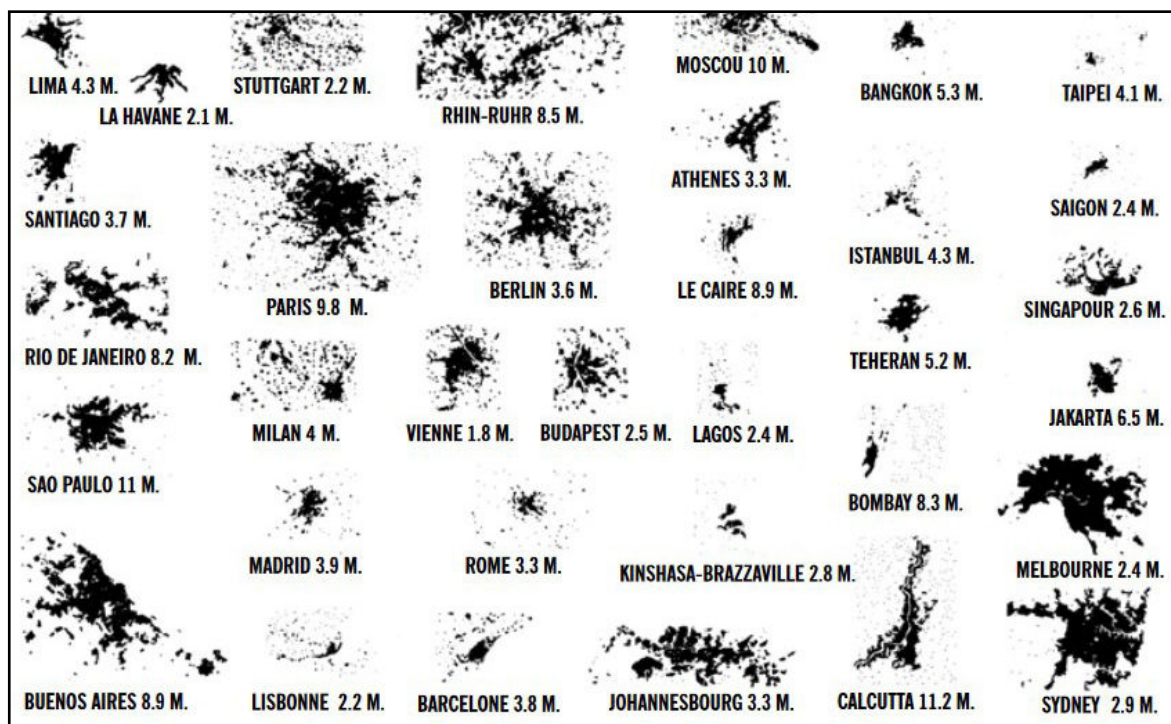 LIMA 4.3 M.
LA HAVANE 2.1 M.
STUTTGART 2.2 M.
RHIN-RUHR 8.5 M.
MOSCOU 10 M.
BANGKOK 5.3 M.
TAIPEI 4.1 M.
ATHENES 3.3 M.
SANTIAGO 3.7 M.
SAIGON 2.4 M.
ISTANBUL 4.3 M.
PARIS 9.8 M.
BERLIN 3.6 M.
LE CAIRE 8.9 M.
SINGAPOUR 2.6 M.
RIO DE JANEIRO 8.2 M.
TEHERAN 5.2 M.
MILAN 4 M.
VIENNE 1.8 M.
BUDAPEST 2.5 M.
LAGOS 2.4 M.
JAKARTA 6.5 M.
SAO PAULO 11 M.
BOMBAY 8.3 M.
MADRID 3.9 M.
ROME 3.3 M.
KINSHASA-BRAZZAVILLE 2.8 M.
MELBOURNE 2.4 M.
BUENOS AIRES 8.9 M.
LISBONNE 2.2 M.
BARCELONE 3.8 M.
JOHANNESBOURG 3.3 M.
CALCUTTA 11.2 M.
SYDNEY 2.9 M.